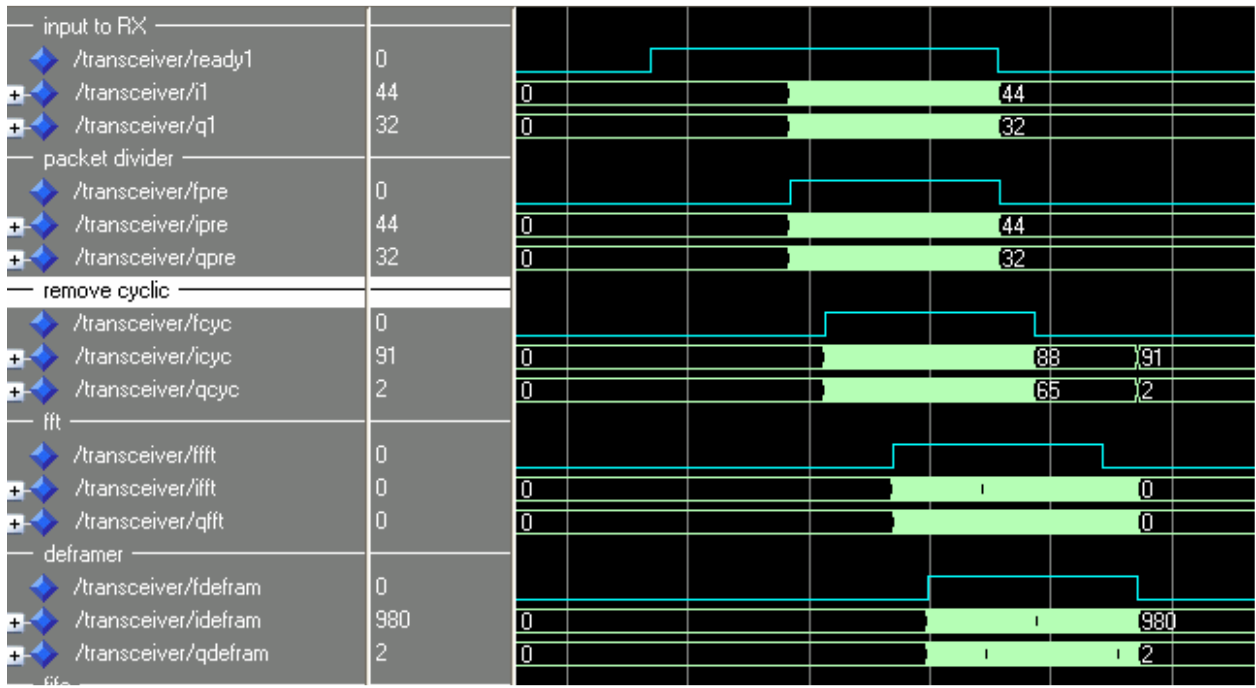 input to RX
/transceiver/ready1 0
/transceiver/i1 44 0 44
/transceiver/q1 32 0 32
packet divider
/transceiver/fpre 0
/transceiver/ipre 44 0 44
/transceiver/qpre 32 0 32
remove cyclic
/transceiver/fcyc 0
/transceiver/icyc 91 0 88 91
/transceiver/qcyc 2 0 65 2
fft
/transceiver/ffft 0
/transceiver/ifft 0 0 0
/transceiver/qfft 0 0 0
deframer
/transceiver/fdefram 0
/transceiver/idefram 980 0 980
/transceiver/qdefram 2 0 2